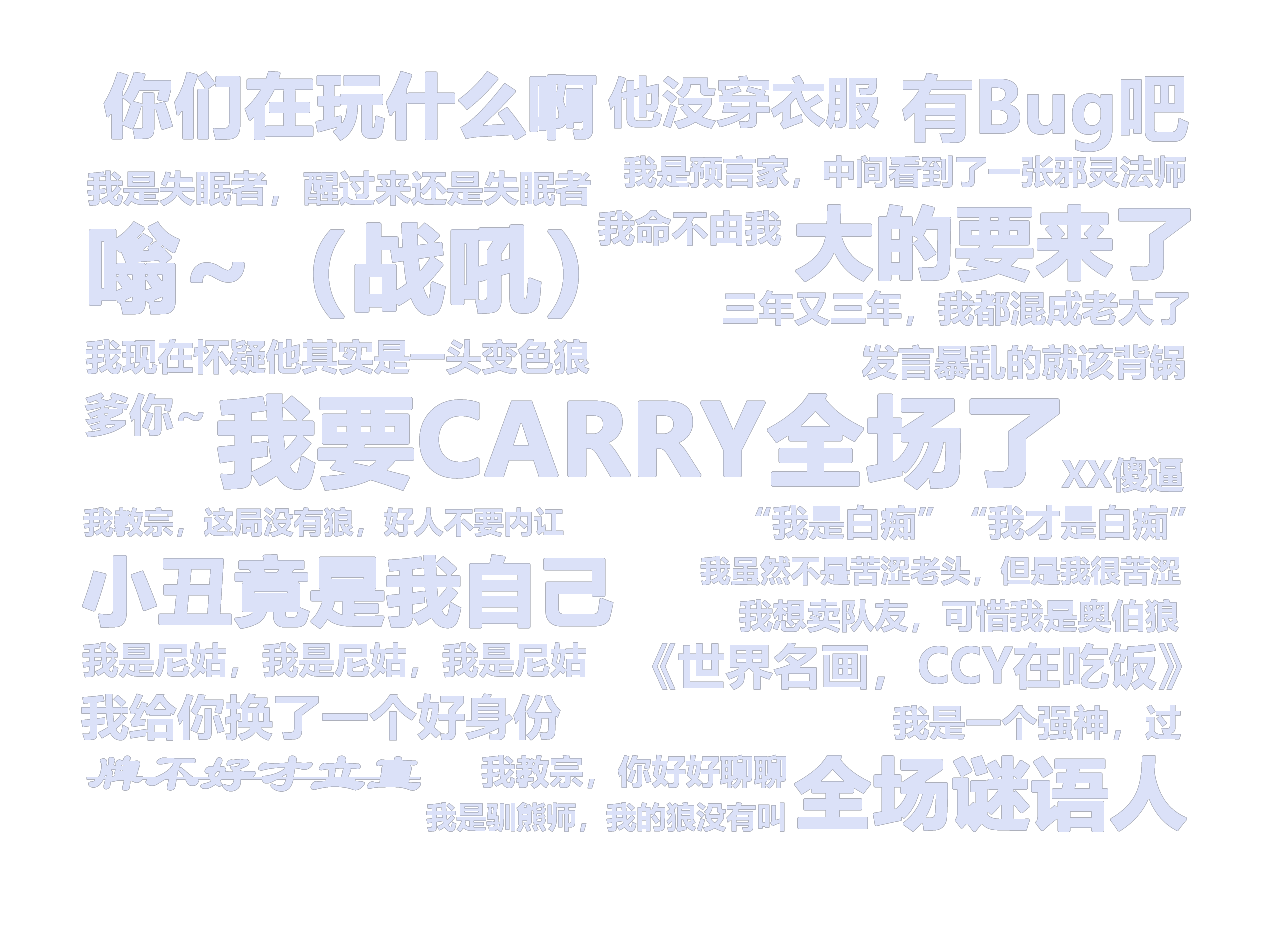 你们在玩什么啊
他没穿衣服
有Bug吧
我是失眠者，醒过来还是失眠者
我是预言家，中间看到了一张邪灵法师
嗡~（战吼）
我命不由我
大的要来了
三年又三年，我都混成老大了
我现在怀疑他其实是一头变色狼
发言暴乱的就该背锅
爹你~
我要CARRY全场了
XX傻逼
我教宗，这局没有狼，好人不要内讧
“我是白痴” “我才是白痴”
小丑竟是我自己
我虽然不是苦涩老头，但是我很苦涩
我想卖队友，可惜我是奥伯狼
我是尼姑，我是尼姑，我是尼姑
《世界名画，CCY在吃饭》
我给你换了一个好身份
我是一个强神，过
牌不好才立直
我教宗，你好好聊聊
全场谜语人
我是驯熊师，我的狼没有叫